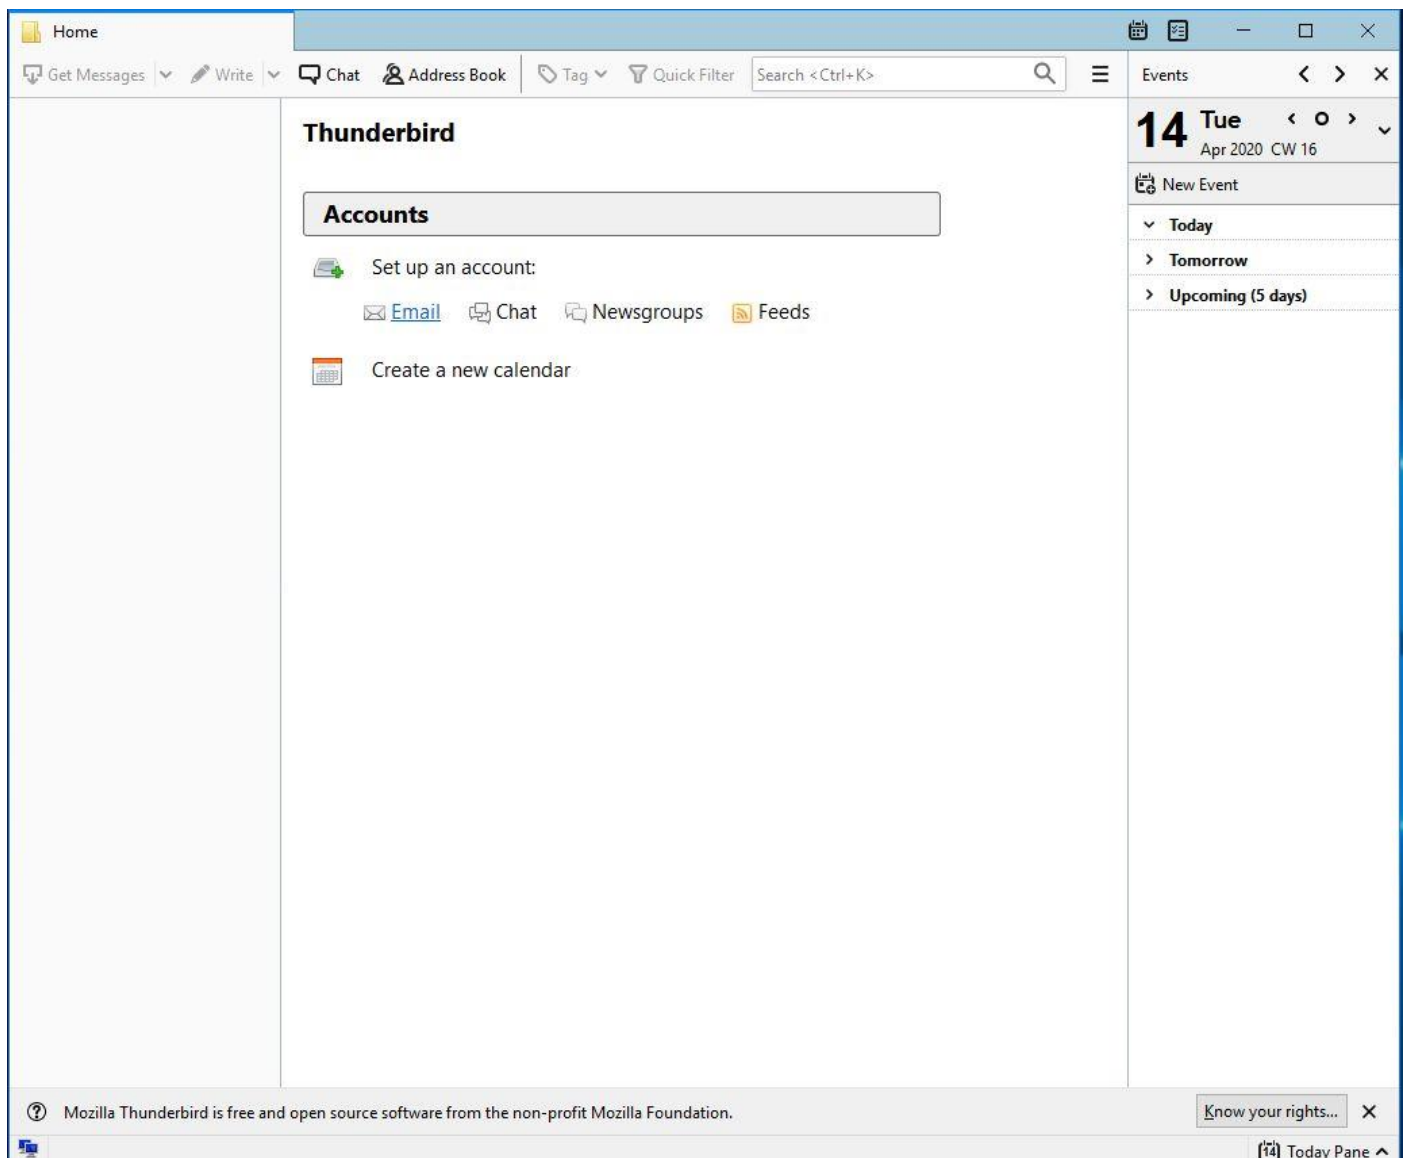 Home
Get Messages Write Chat Address Book Tag Quick Filter Search <Ctrl+K>
Events
Thunderbird
14 Tue
Apr 2020 CW 16
New Event
Accounts
Today
Set up an account:
Tomorrow
Email Chat Newsgroups Feeds
Upcoming (5 days)
Create a new calendar
Mozilla Thunderbird is free and open source software from the non-profit Mozilla Foundation.
Know your rights...
14 Today Pane